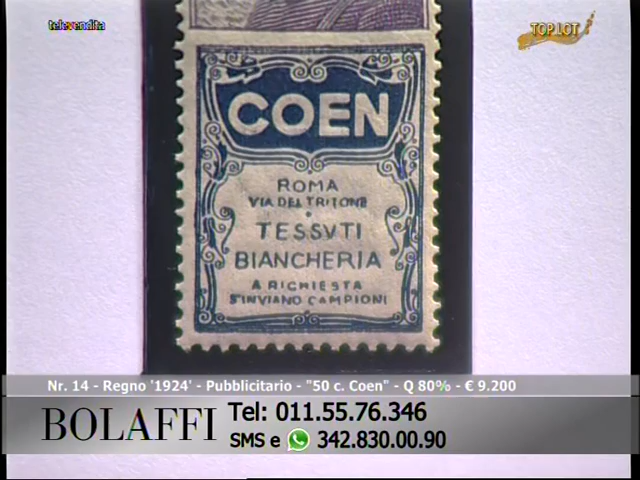 televendita
TOP LOT
COEN
ROMA
VIA DEL TRITONE
TESSVTI
BIANCHERIA
A RICHIESTA
S'INVIANO CAMPIONI
Nr. 14 - Regno '1924' - Pubblicitario - "50 c. Coen" - Q 80% - € 9.200
BOLAFFI
Tel: 011.55.76.346
SMS e 342.830.00.90